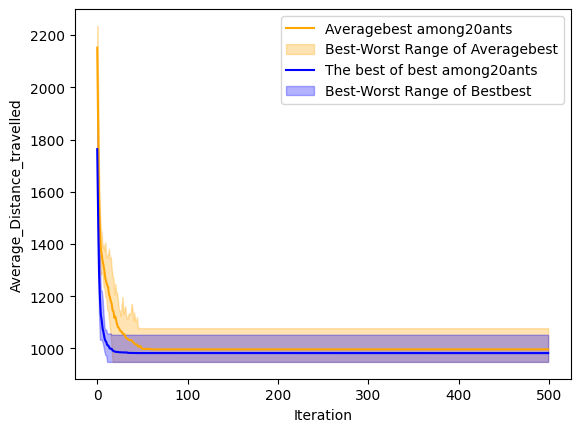 Averagebest among20ants
Best-Worst Range of Averagebest
The best of best among20ants
Best-Worst Range of Bestbest
Average_Distance_travelled
2200
2000
1800
1600
1400
1200
1000
0
100
200
300
400
500
Iteration